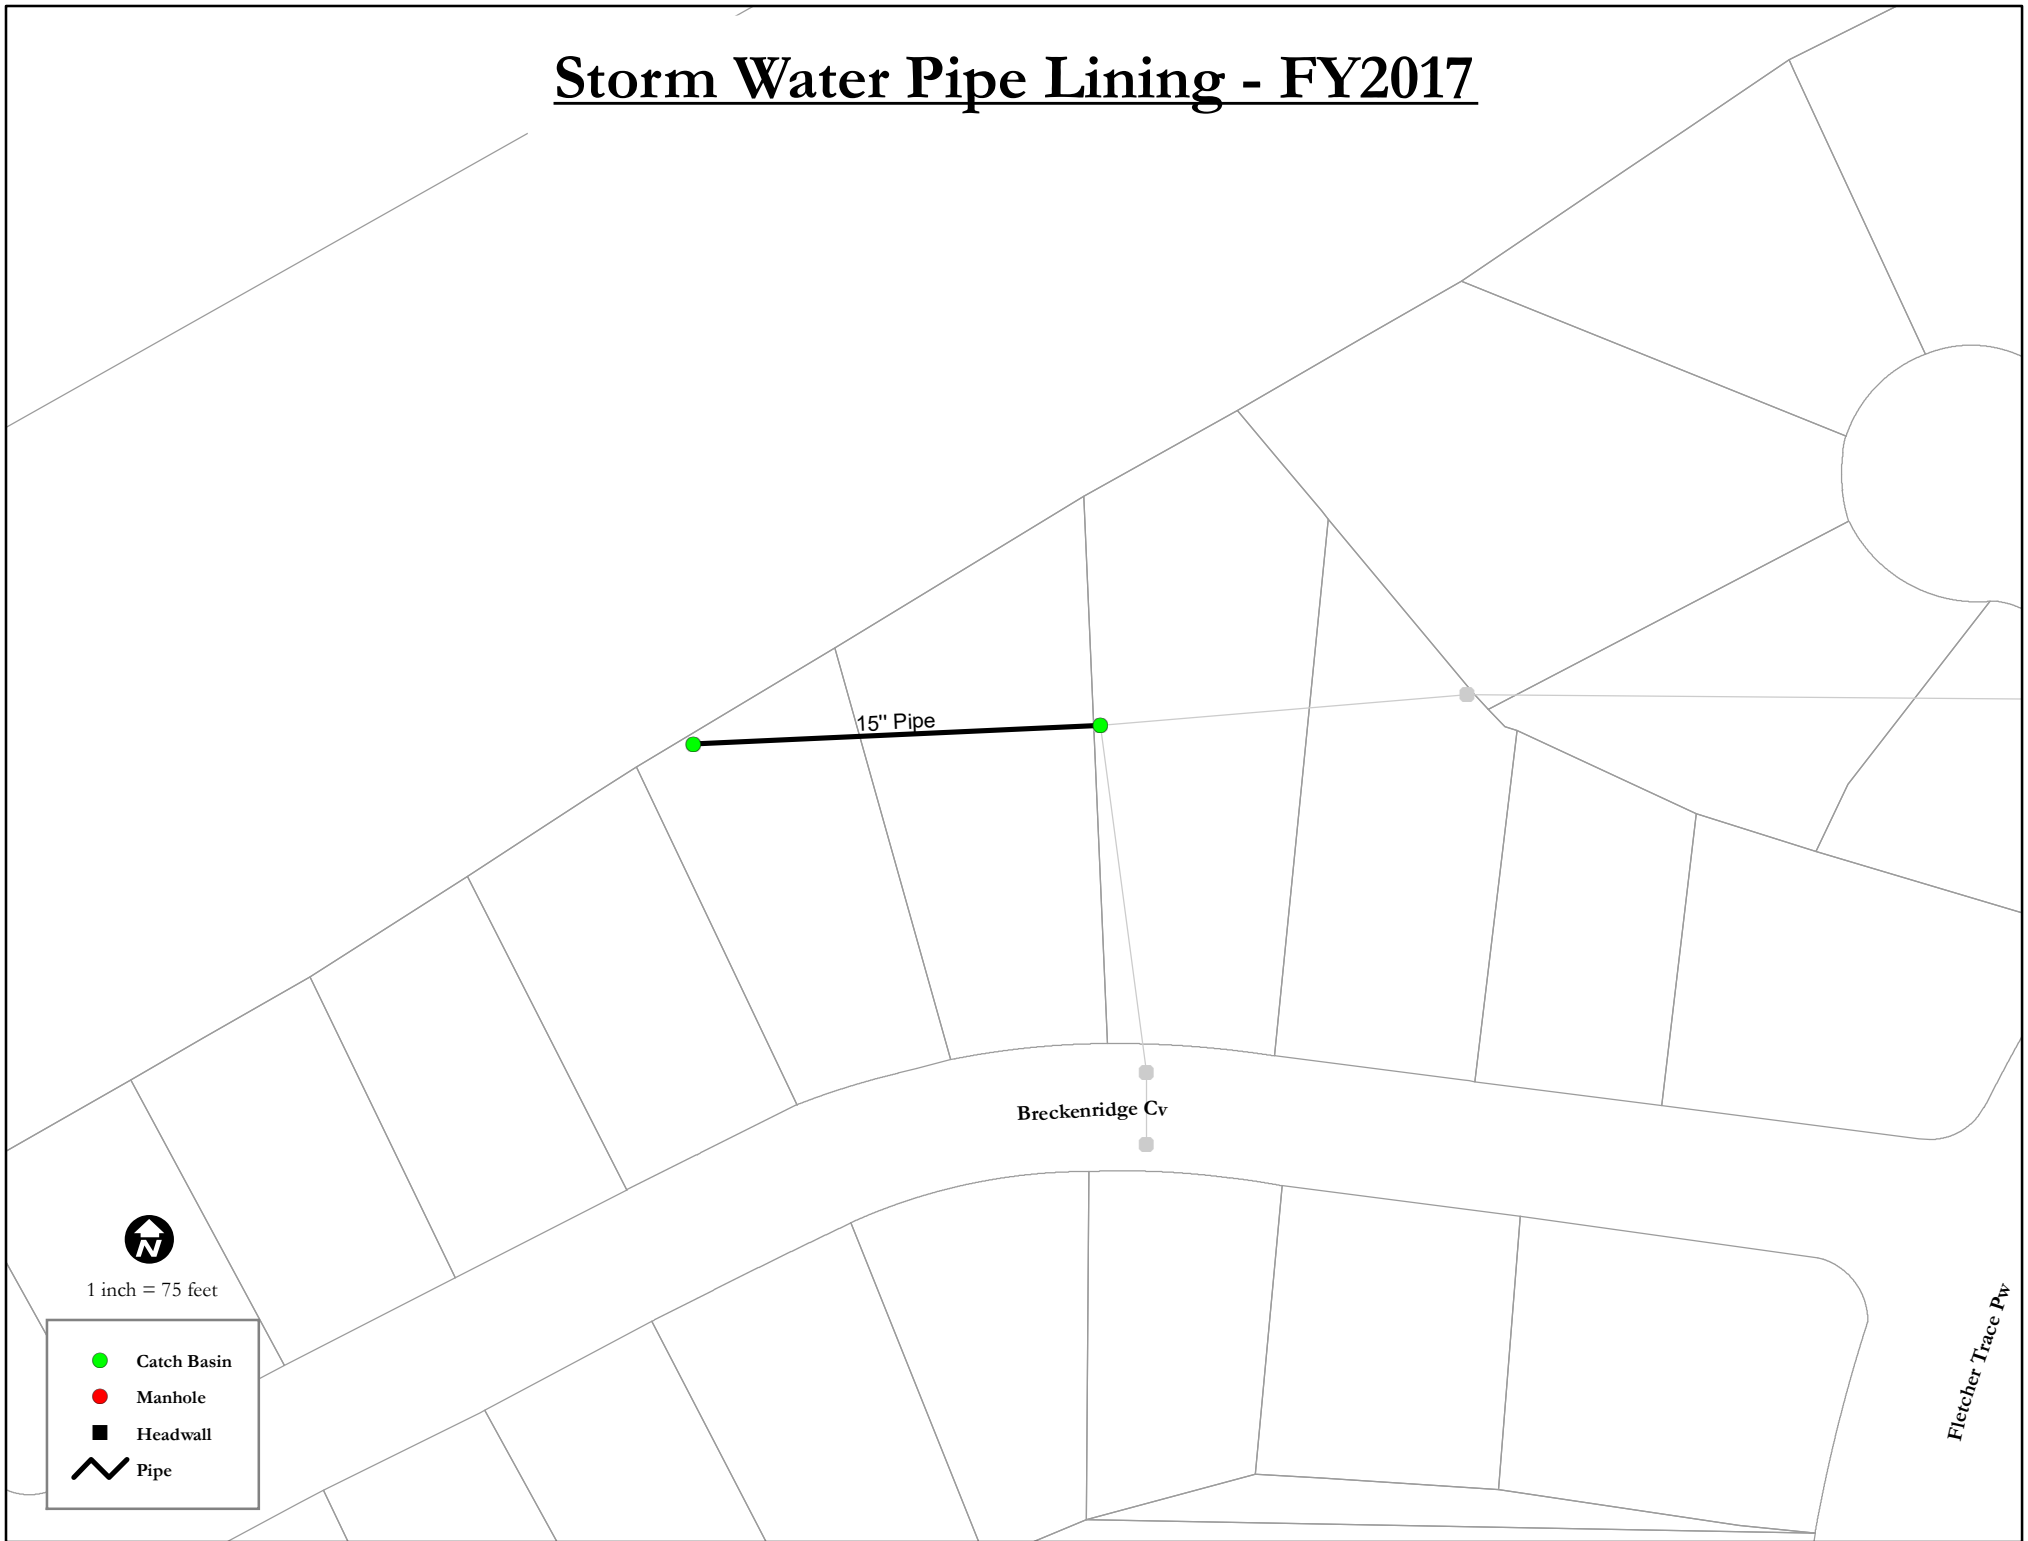 Storm Water Pipe Lining - FY2017
15" Pipe
Breckenridge Cv
Fletcher Trace Pw
N
1 inch = 75 feet
Catch Basin
Manhole
Headwall
Pipe